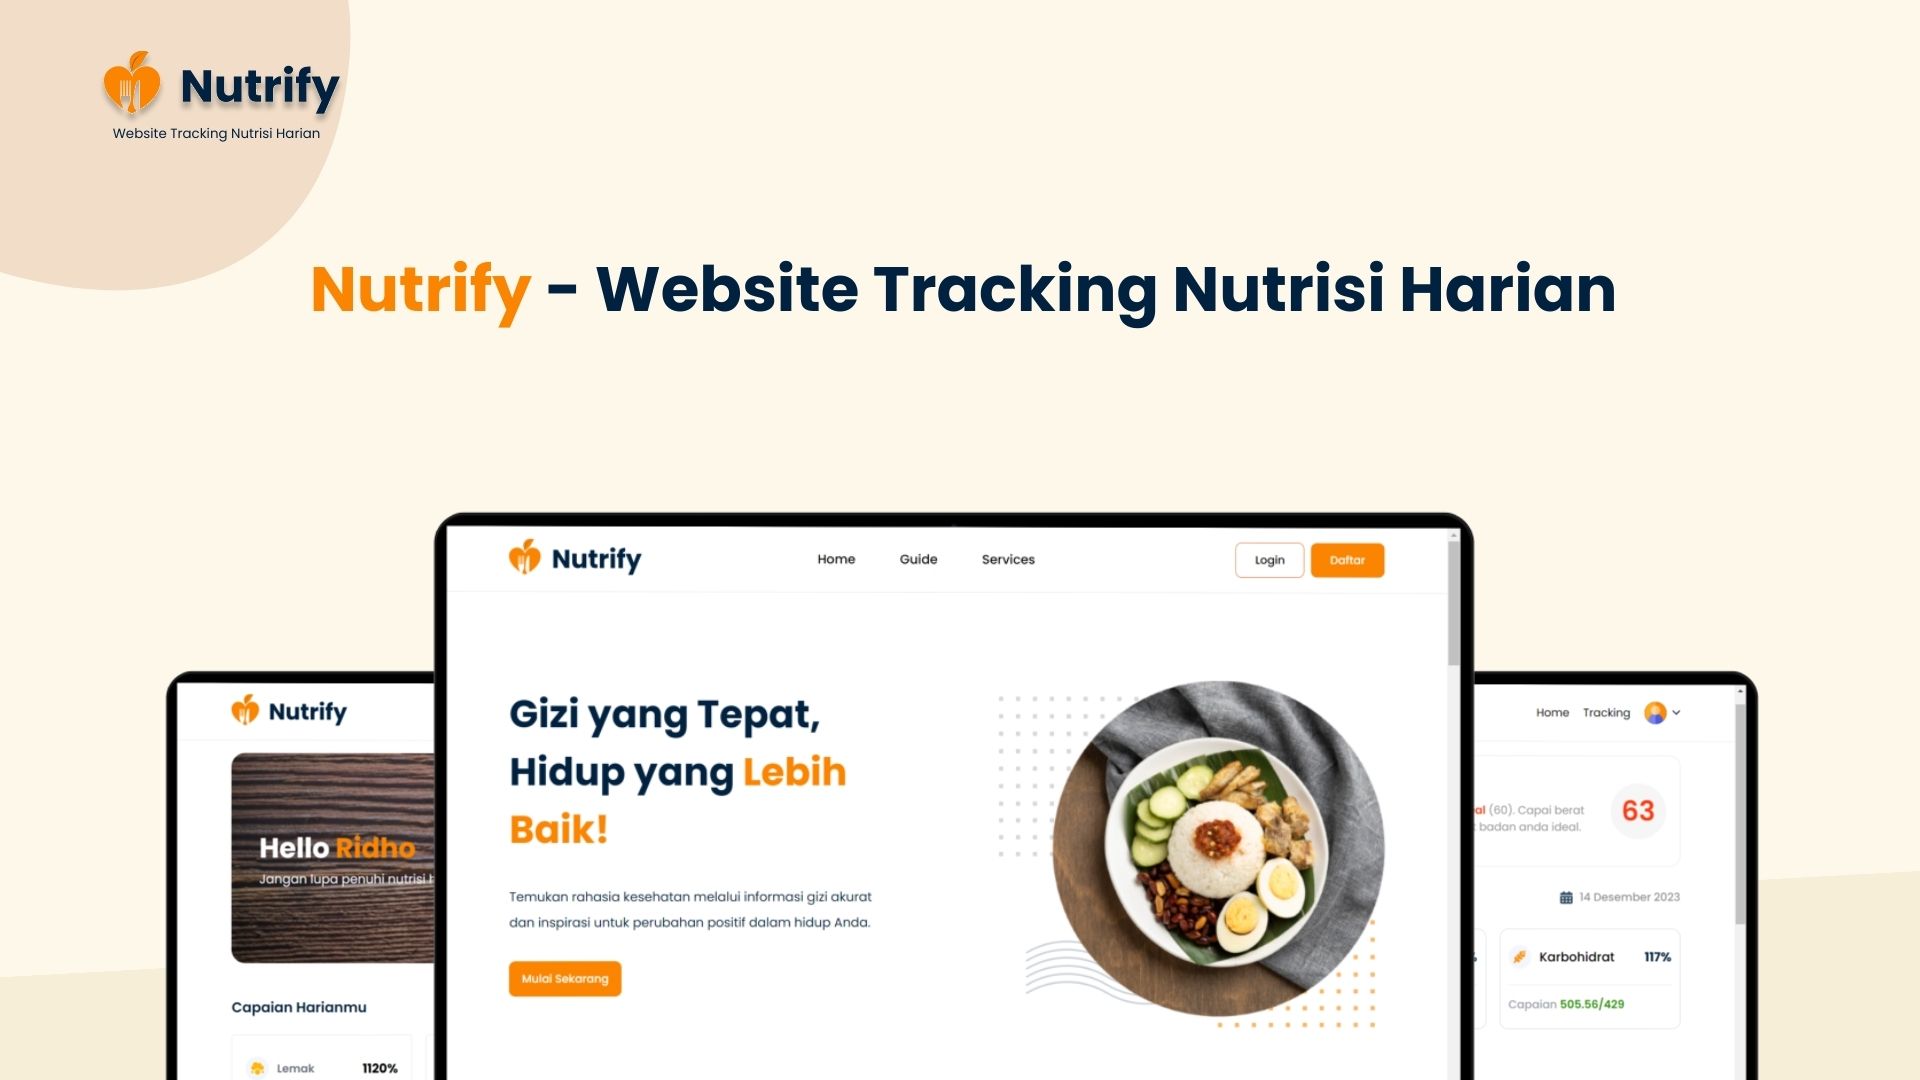 Nutrify
Website Tracking Nutrisi Harian
Nutrify - Website Tracking Nutrisi Harian
Nutrify
Home Guide Services
Login Daftar
Gizi yang Tepat,
Hidup yang Lebih
Baik!
Temukan rahasia kesehatan melalui informasi gizi akurat
dan inspirasi untuk perubahan positif dalam hidup Anda.
Mulai Sekarang
Nutrify
Hello Ridho
Jangan lupa penuhi nutrisi
Capaian Harianmu
Lemak 1120%
Home Tracking
al (60). Capai berat
badan anda ideal.
63
14 Desember 2023
%
Karbohidrat 117%
Capaian 505.56/429